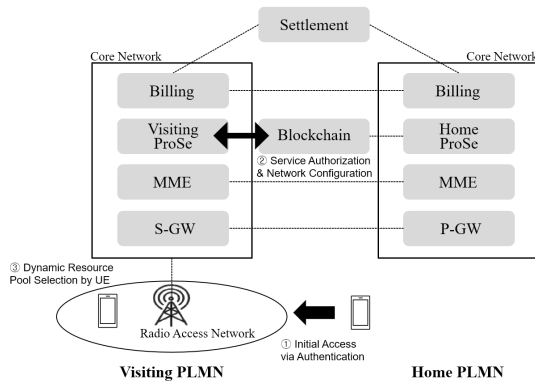 Settlement
Core Network
Core Network
Billing
Billing
Visiting
ProSe
Blockchain
Home
ProSe
② Service Authorization
& Network Configuration
MME
MME
S-GW
P-GW
③ Dynamic Resource
Pool Selection by UE
Radio Access Network
① Initial Access
via Authentication
Visiting PLMN
Home PLMN